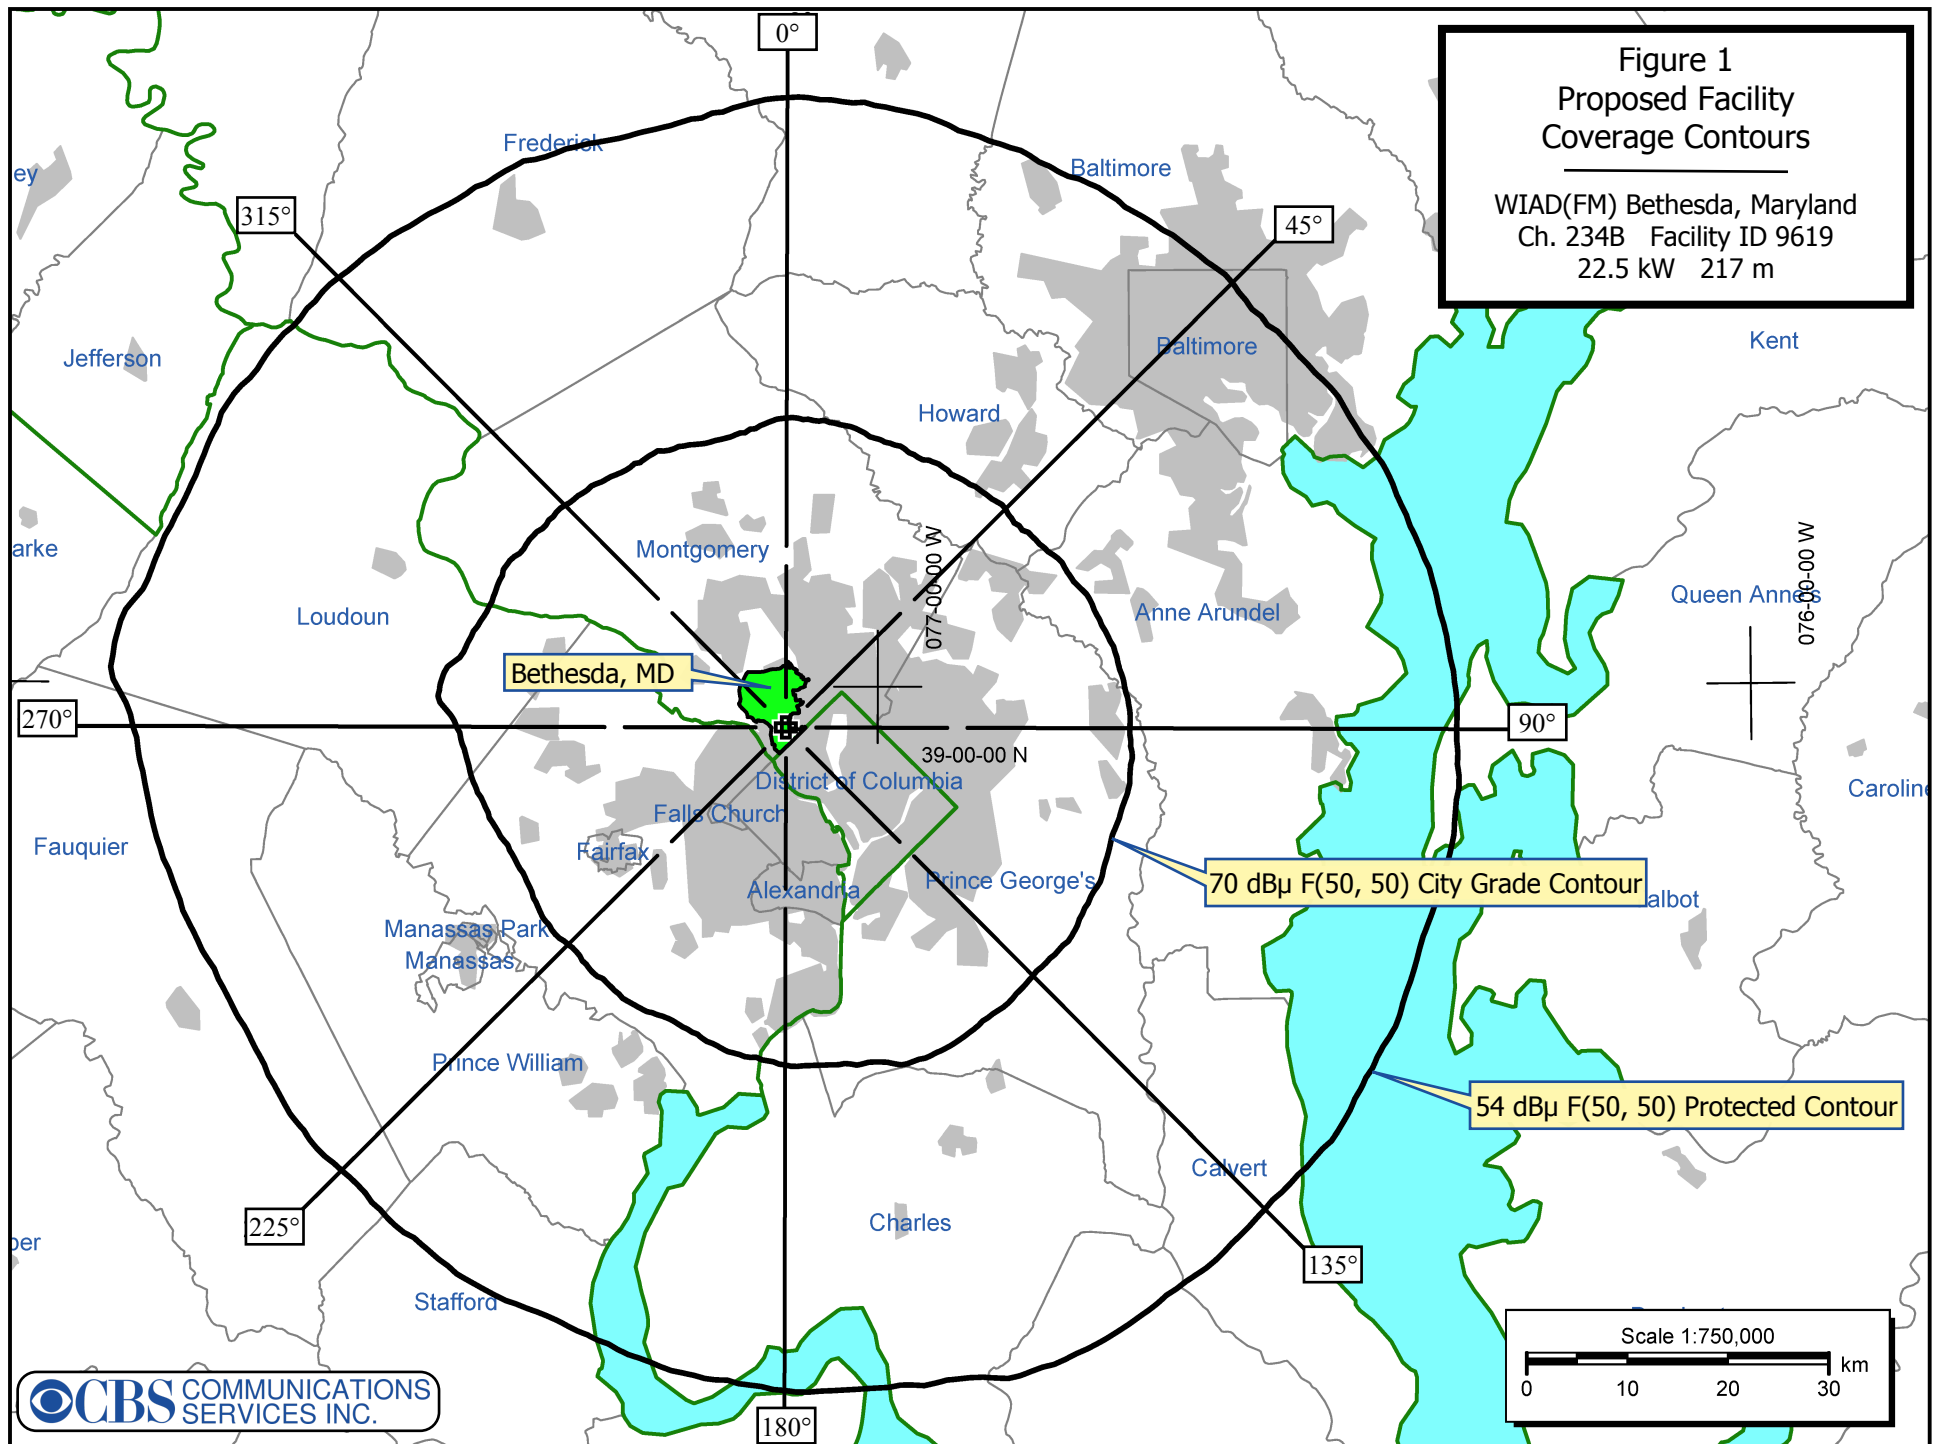 0°
Figure 1
Proposed Facility
Coverage Contours
WIAD(FM) Bethesda, Maryland
Ch. 234B Facility ID 9619
22.5 kW 217 m
Frederick
Baltimore
ey
315°
45°
Kent
Baltimore
Jefferson
Howard
Montgomery
arke
077-00-00 W
076-00-00 W
Queen Anne's
Anne Arundel
Loudoun
Bethesda, MD
270°
90°
39-00-00 N
District of Columbia
Caroline
Falls Church
Fauquier
Fairfax
Prince George's
70 dBµ F(50, 50) City Grade Contour
Alexandria
albot
Manassas Park
Manassas
Prince William
54 dBµ F(50, 50) Protected Contour
Calvert
Charles
225°
per
135°
Stafford
Scale 1:750,000
km
0 10 20 30
CBS COMMUNICATIONS
SERVICES INC.
180°